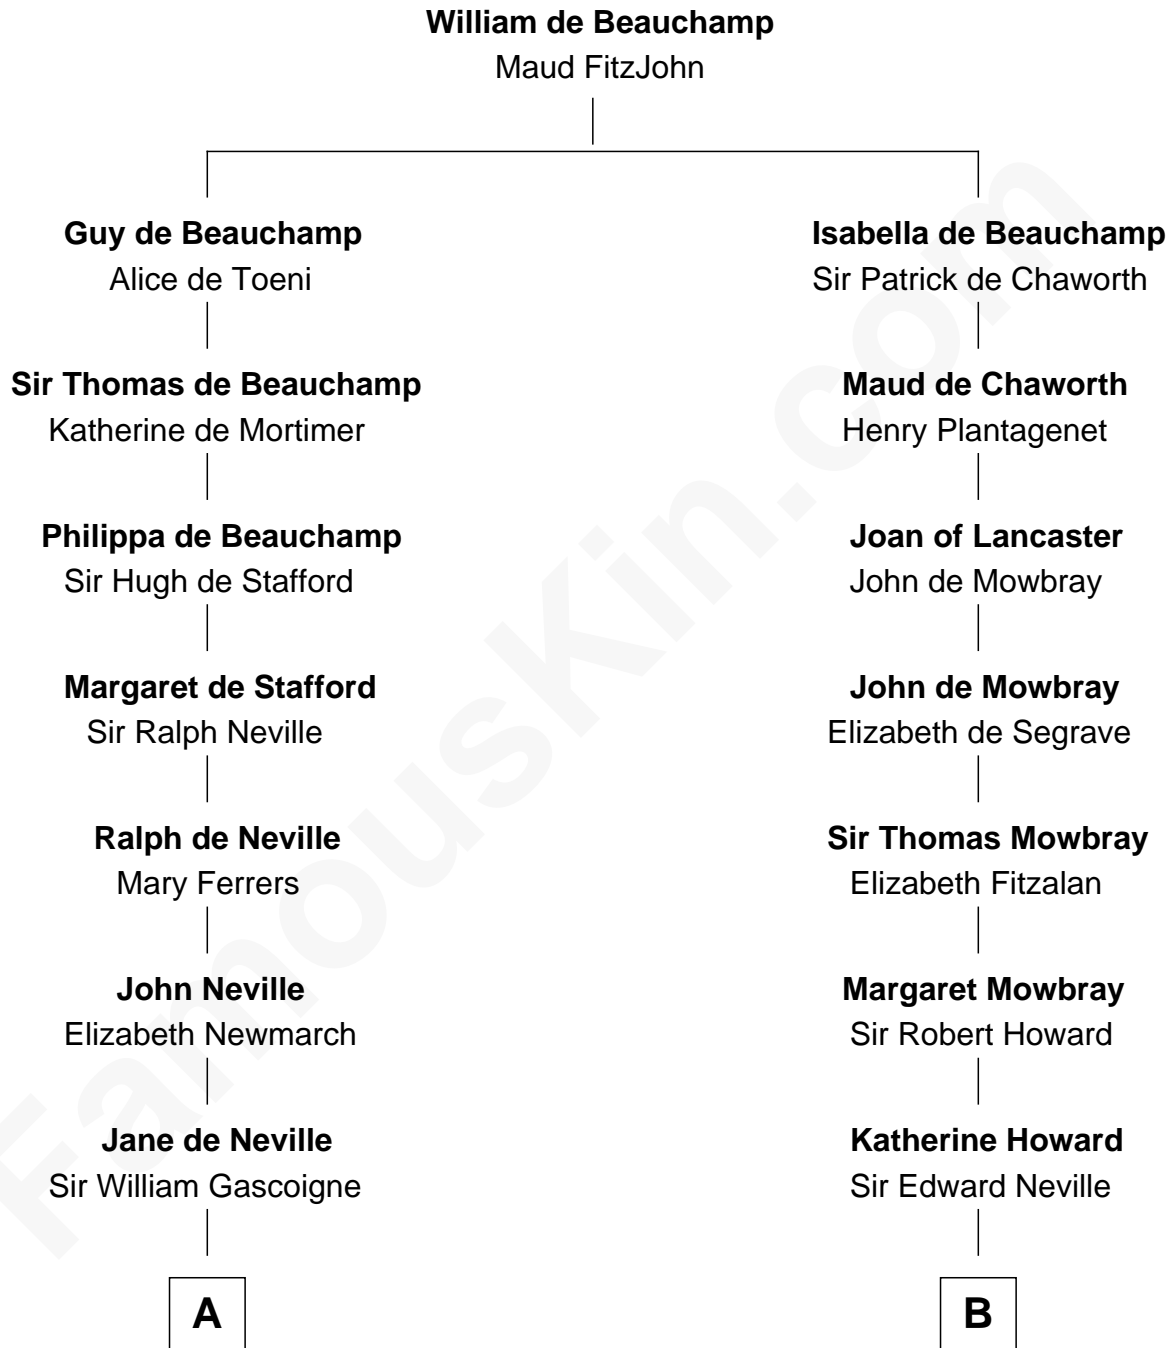 William de Beauchamp
Maud FitzJohn
Guy de Beauchamp
Alice de Toeni
Isabella de Beauchamp
Sir Patrick de Chaworth
Sir Thomas de Beauchamp
Katherine de Mortimer
Maud de Chaworth
Henry Plantagenet
Philippa de Beauchamp
Sir Hugh de Stafford
Joan of Lancaster
John de Mowbray
Margaret de Stafford
Sir Ralph Neville
John de Mowbray
Elizabeth de Segrave
Ralph de Neville
Mary Ferrers
Sir Thomas Mowbray
Elizabeth Fitzalan
John Neville
Elizabeth Newmarch
Margaret Mowbray
Sir Robert Howard
Jane de Neville
Sir William Gascoigne
Katherine Howard
Sir Edward Neville
A
B
FamousKin.com